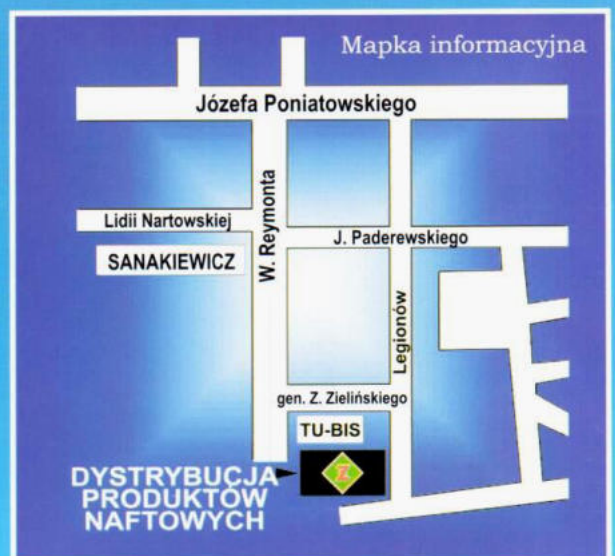 Mapka informacyjna
Józefa Poniatowskiego
W. Reymonta
Lidii Nartowskiej
J. Paderewskiego
SANAKIEWICZ
Legionów
gen. Z. Zielińskiego
TU-BIS
Z
DYSTRYBUCJA
PRODUKTÓW
NAFTOWYCH